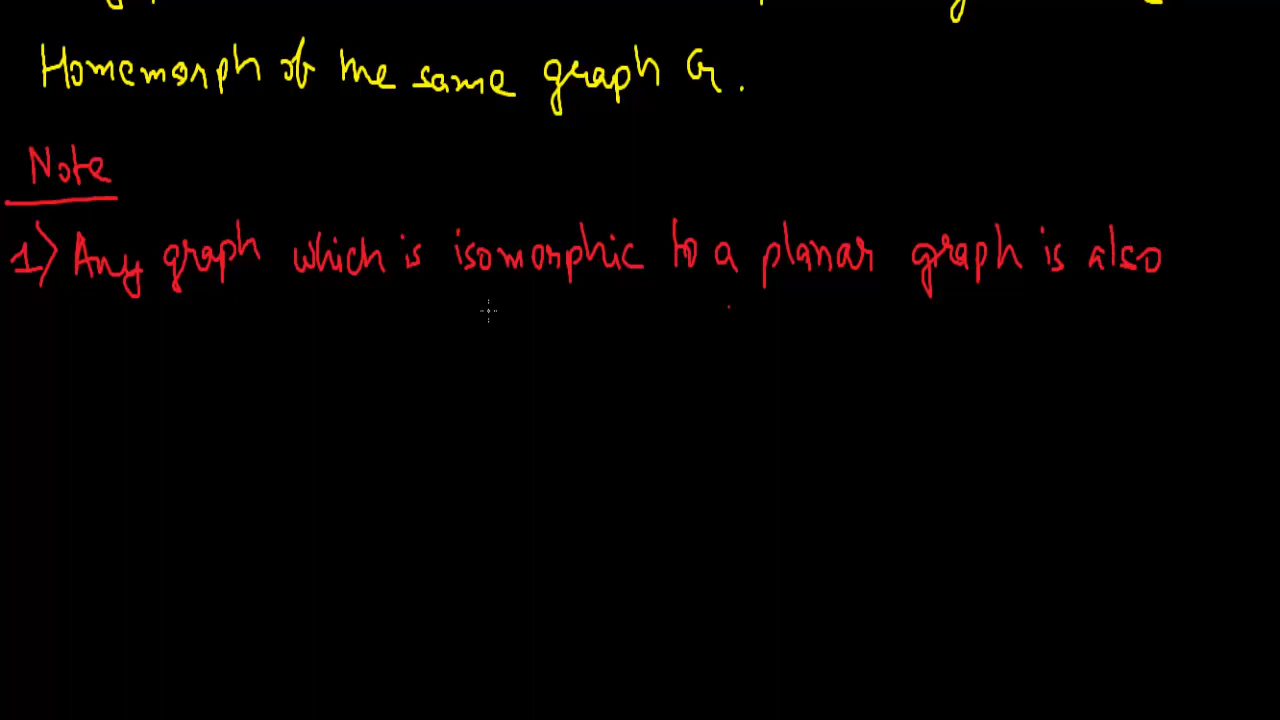 Homemorph of the same graph G.
Note
1) Any graph which is isomorphic to a planar graph is also